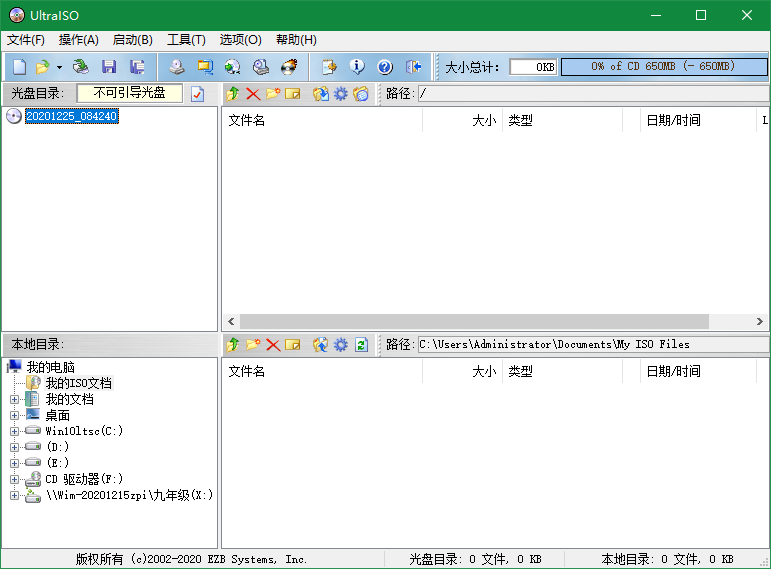 UltraISO
文件(F) 操作(A) 启动(B) 工具(T) 选项(O) 帮助(H)
大小总计: 0KB 0% of CD 650MB (- 650MB)
光盘目录: 不可引导光盘 路径: /
20201225_084240
文件名 大小 类型 日期/时间 L
本地目录: 路径: C:\Users\Administrator\Documents\My ISO Files
文件名 大小 类型 日期/时间
我的电脑
我的ISO文档
我的文档
桌面
Win10ltsc(C:)
(D:)
(E:)
CD 驱动器(F:)
\\Wim-20201215zpi\九年级(X:)
版权所有 (c)2002-2020 EZB Systems, Inc. 光盘目录: 0 文件, 0 KB 本地目录: 0 文件, 0 KB